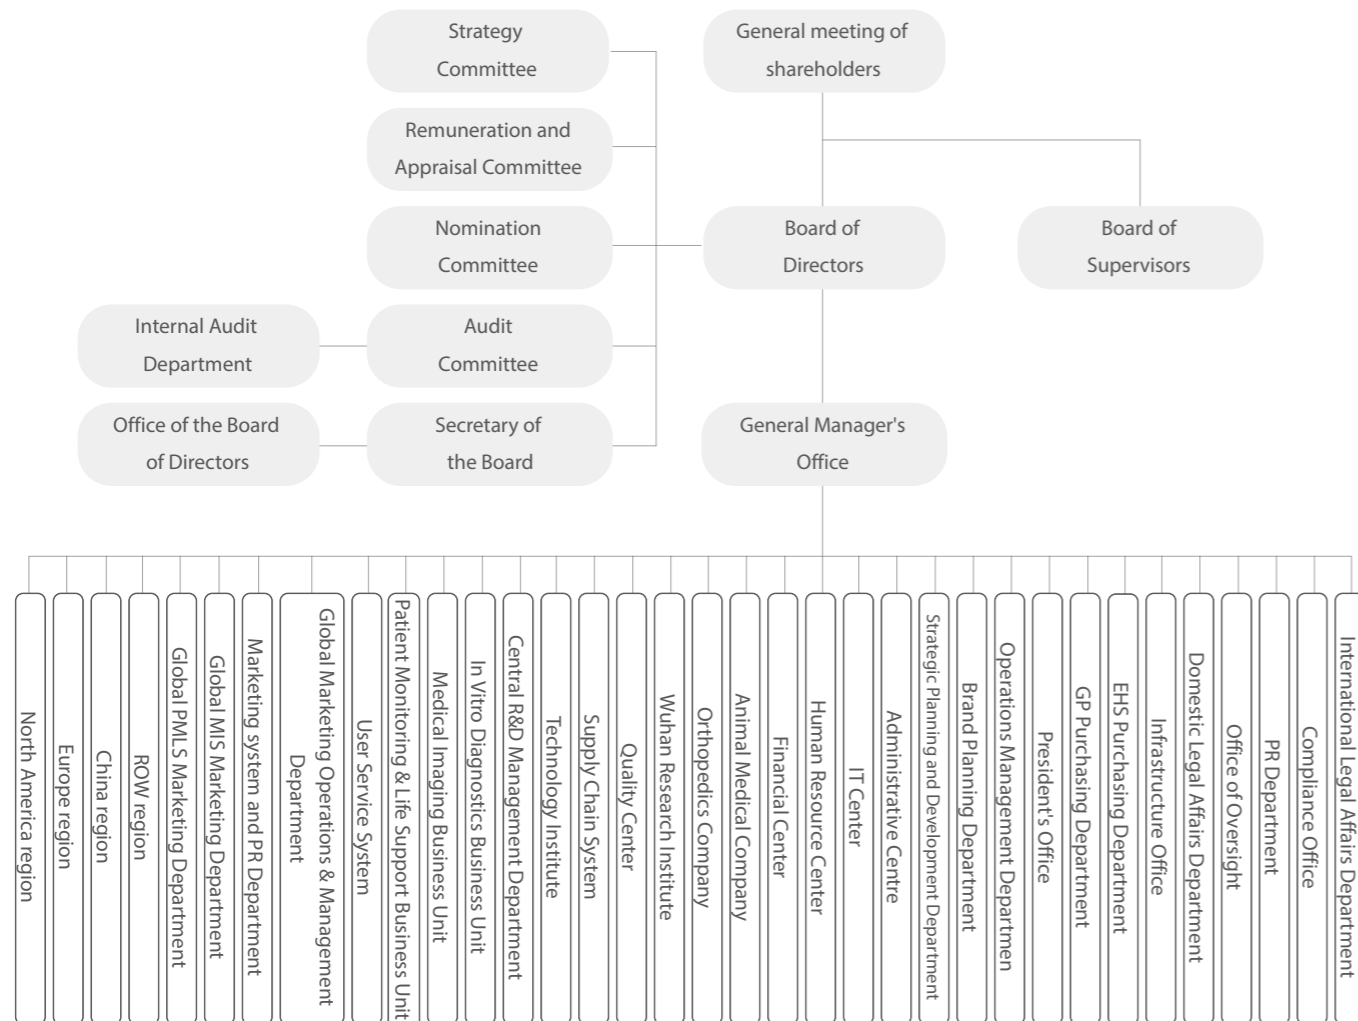 Strategy
Committee
General meeting of
shareholders
Remuneration and
Appraisal Committee
Nomination
Committee
Board of
Directors
Board of
Supervisors
Internal Audit
Department
Audit
Committee
Office of the Board
of Directors
Secretary of
the Board
General Manager's
Office
North America region
Europe region
China region
ROW region
Global PMLS Marketing Department
Global MIS Marketing Department
Marketing system and PR Department
Global Marketing Operations & Management
Department
User Service System
Patient Monitoring & Life Support Business Unit
Medical Imaging Business Unit
In Vitro Diagnostics Business Unit
Central R&D Management Department
Technology Institute
Supply Chain System
Quality Center
Wuhan Research Institute
Orthopedics Company
Animal Medical Company
Financial Center
Human Resource Center
IT Center
Administrative Centre
Strategic Planning and Development Department
Brand Planning Department
Operations Management Departmen
President's Office
GP Purchasing Department
EHS Purchasing Department
Infrastructure Office
Domestic Legal Affairs Department
Office of Oversight
PR Department
Compliance Office
International Legal Affairs Department